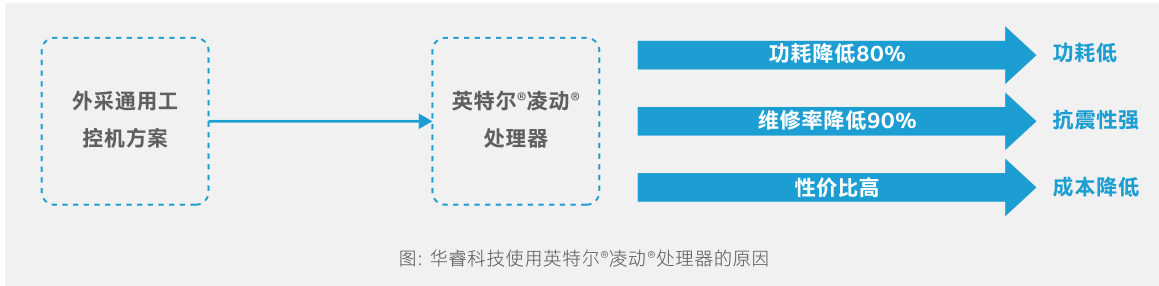 外采通用工
控机方案
英特尔®凌动®
处理器
功耗降低80%
功耗低
维修率降低90%
抗震性强
性价比高
成本降低
图: 华睿科技使用英特尔®凌动®处理器的原因